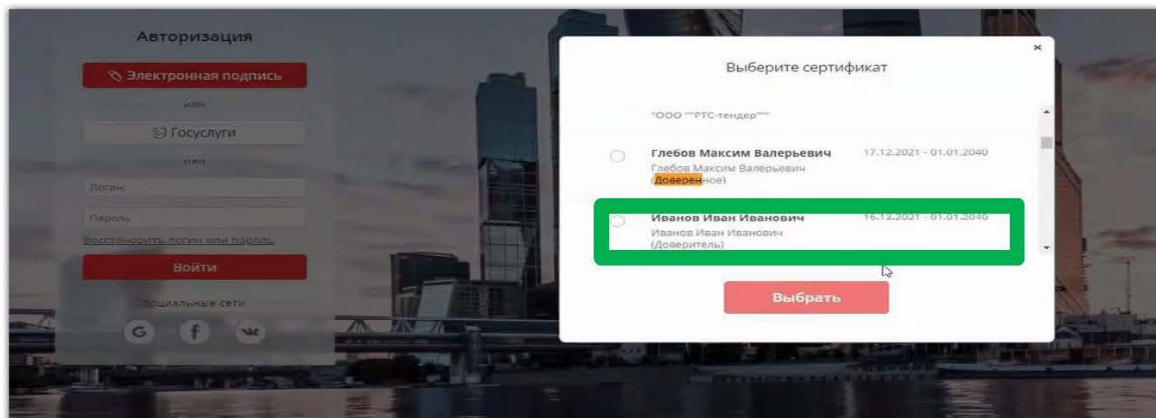 Авторизация
Электронная подпись
или
Госуслуги
или
Логин
Пароль
Восстановить логин или пароль
Войти
Социальные сети
G f
Выберите сертификат
"ООО ""РТС-тендер"""
Глебов Максим Валерьевич 17.12.2021 - 01.01.2040
Глебов Максим Валерьевич
(Доверенное)
Иванов Иван Иванович 16.12.2021 - 01.01.2040
Иванов Иван Иванович
(Доверитель)
Выбрать